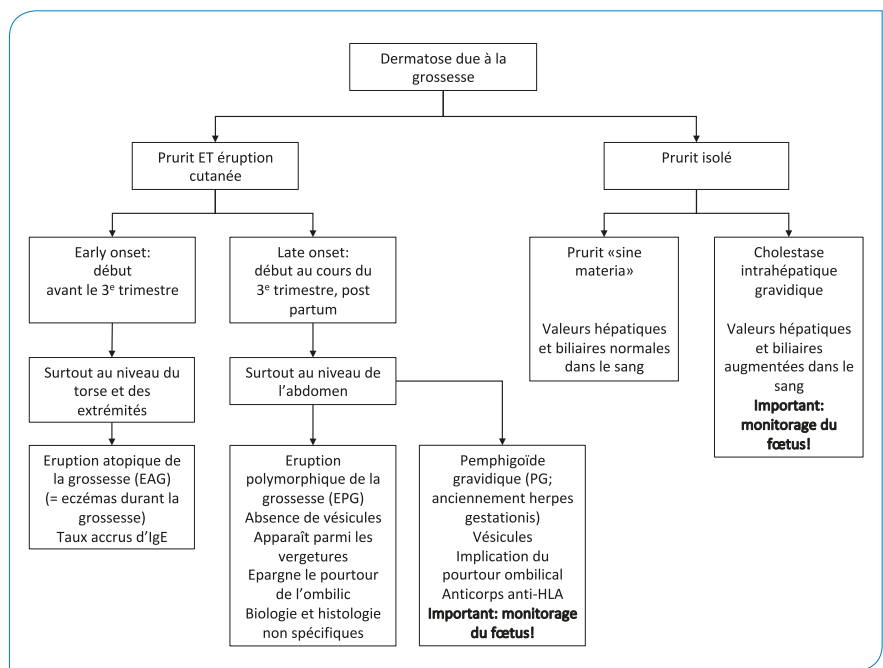 Dermatose due à la
grossesse
Prurit ET éruption
cutanée
Prurit isolé
Early onset:
début
avant le 3e trimestre
Late onset:
début au cours du
3e trimestre, post
partum
Prurit «sine
materia»
Valeurs hépatiques
et biliaires normales
dans le sang
Cholestase
intrahépatique
gravidique
Valeurs hépatiques
et biliaires
augmentées dans le
sang
Important:
monitorage du
fœtus!
Surtout au niveau du
torse et des
extrémités
Surtout au niveau de
l’abdomen
Eruption atopique de
la grossesse (EAG)
(= eczémas durant la
grossesse)
Taux accrus d’IgE
Eruption
polymorphique de la
grossesse (EPG)
Absence de vésicules
Apparaît parmi les
vergetures
Epargne le pourtour
de l’ombilic
Biologie et histologie
non spécifiques
Pemphigoïde
gravidique (PG;
anciennement herpes
gestationis)
Vésicules
Implication du
pourtour ombilical
Anticorps anti-HLA
Important: monitorage
du fœtus!